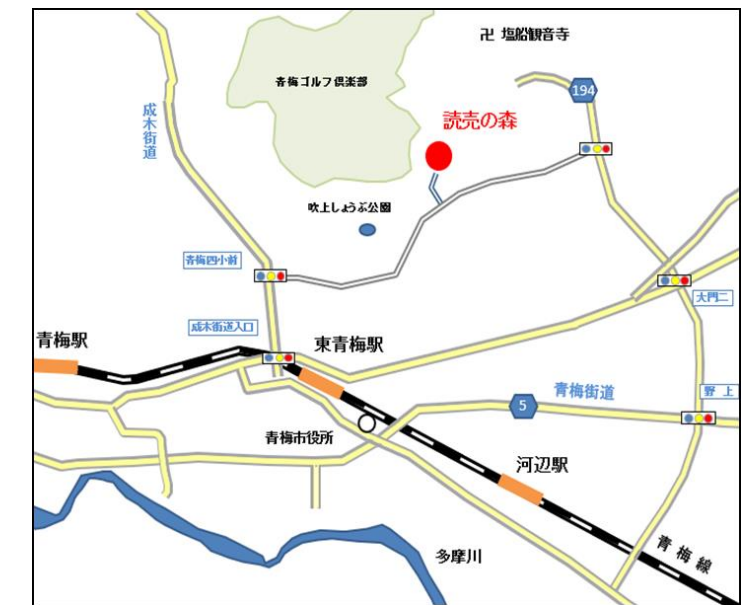 卍 塩船観音寺
青梅ゴルフ倶楽部
194
成木街道
読売の森
吹上しょうぶ公園
青梅四小前
大門二
成木街道入口
青梅駅
東青梅駅
青梅街道
野 上
5
青梅市役所
河辺駅
多摩川
青 梅 線